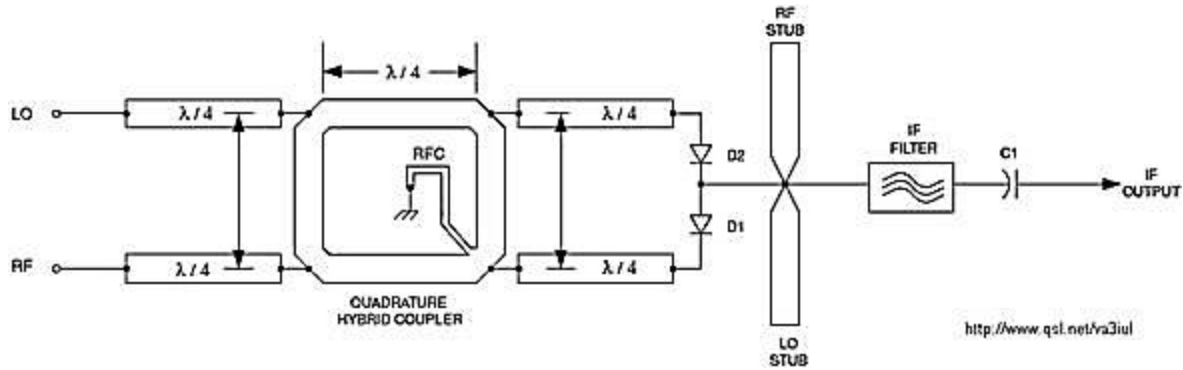 RF
STUB
λ / 4
LO
λ / 4
λ / 4
RFC
D2
IF
FILTER
C1
IF
OUTPUT
D1
RF
λ / 4
λ / 4
QUADRATURE
HYBRID COUPLER
LO
STUB
http://www.qsl.net/va3iul